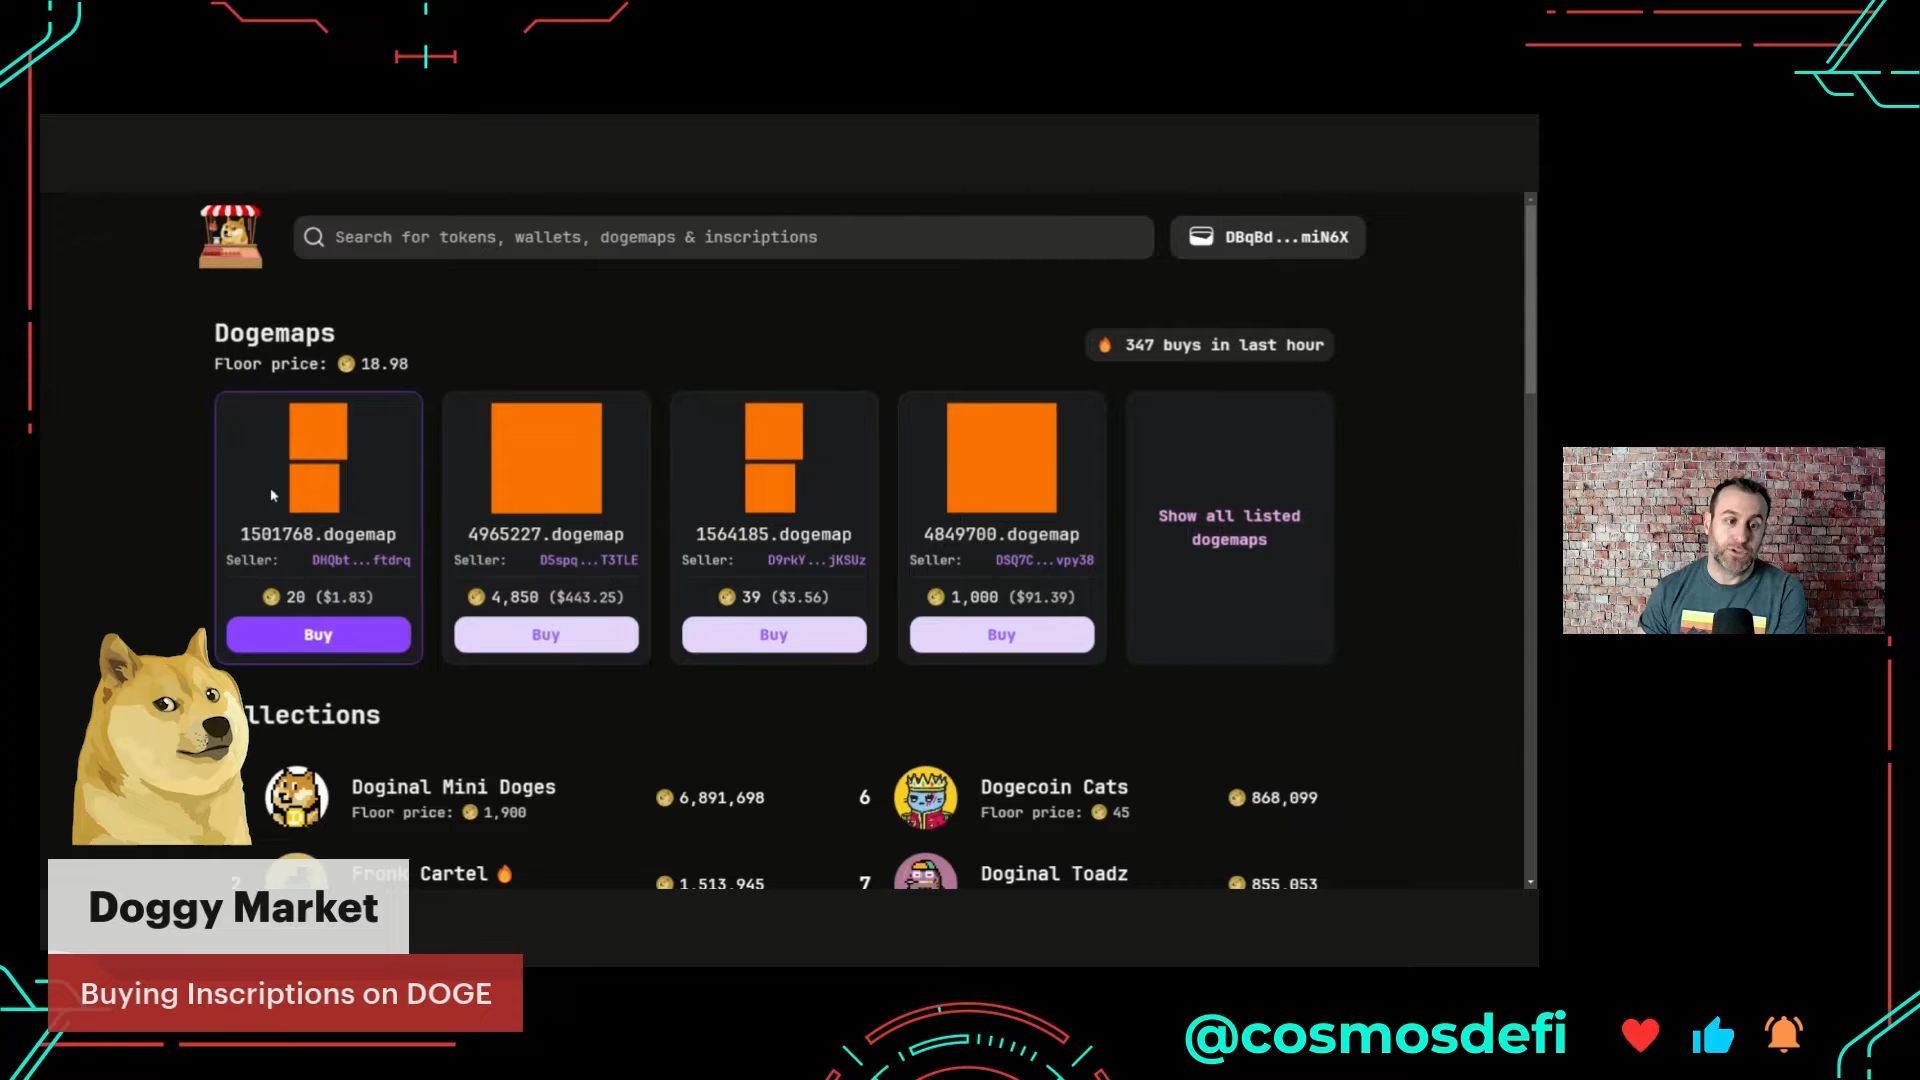 Search for tokens, wallets, dogemaps & inscriptions
DBqBd...miN6X
Dogemaps
Floor price: 18.98
347 buys in last hour
1501768.dogemap
Seller: DHQbt...ftdrq
20 ($1.83)
Buy
4965227.dogemap
Seller: D5spq...T3TLE
4,850 ($443.25)
Buy
1564185.dogemap
Seller: D9rkY...jKSUz
39 ($3.56)
Buy
4849700.dogemap
Seller: DSQ7C...vpy38
1,000 ($91.39)
Buy
Show all listed
dogemaps
llections
Doginal Mini Doges
Floor price: 1,900
6,891,698
6
Dogecoin Cats
Floor price: 45
868,099
2
Fronk Cartel
1,513,945
7
Doginal Toadz
855,053
Doggy Market
Buying Inscriptions on DOGE
@cosmosdefi